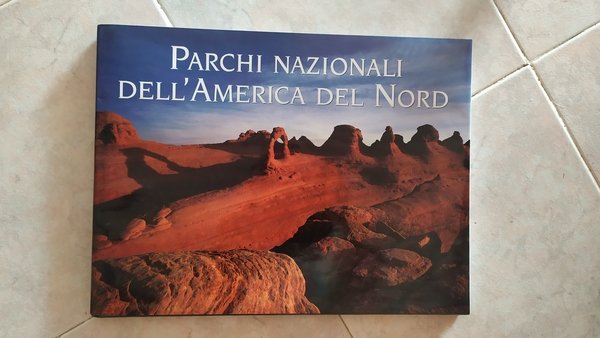 PARCHI NAZIONALI
DELL'AMERICA DEL NORD